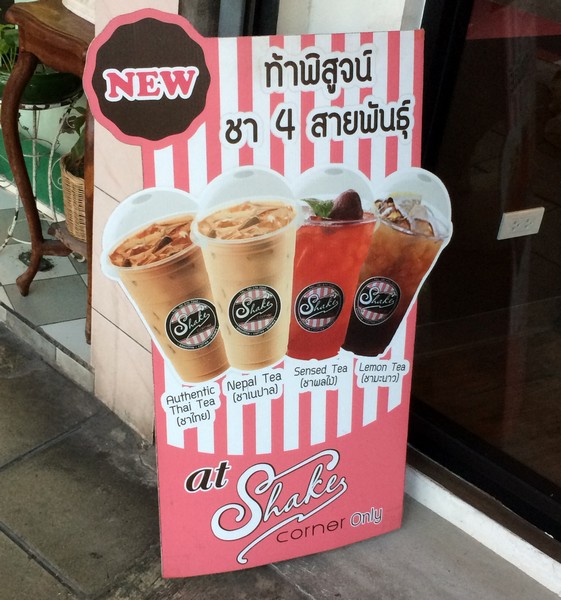 NEW
ท้าพิสูจน์
ชา 4 สายพันธุ์
Shake
Shake
Shake
Shake
Authentic
Thai Tea
(ชาไทย)
Nepal Tea
(ชาเนปาล)
Sensed Tea
(ชาผลไม้)
Lemon Tea
(ชามะนาว)
at
Shake
corner Only